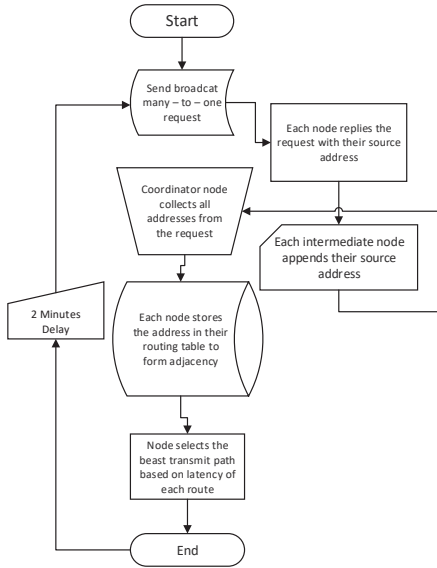 Start
Send broadcat
many – to – one
request
Each node replies the
request with their source
address
Coordinator node
collects all
addresses from
the request
Each intermediate node
appends their source
address
2 Minutes
Delay
Each node stores
the address in their
routing table to
form adjacency
Node selects the
beast transmit path
based on latency of
each route
End